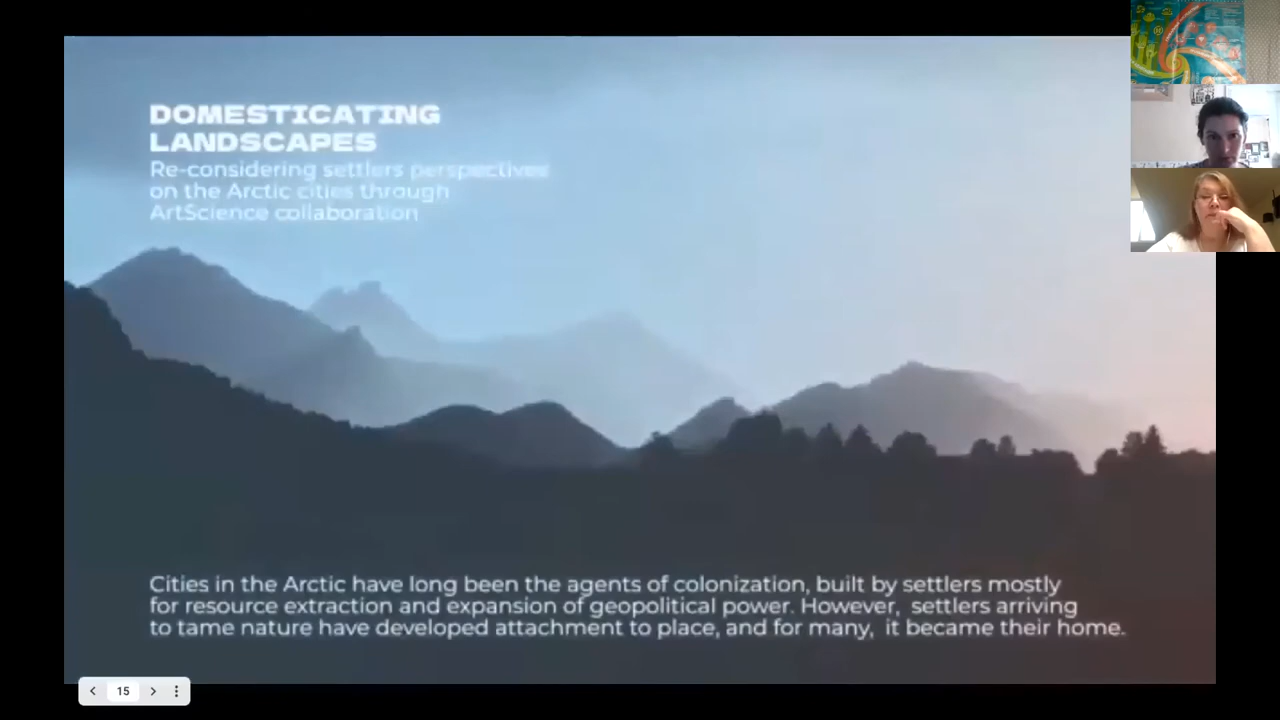 DOMESTICATING
LANDSCAPES
Re-considering settlers perspectives
on the Arctic cities through
ArtScience collaboration
Cities in the Arctic have long been the agents of colonization, built by settlers mostly
for resource extraction and expansion of geopolitical power. However, settlers arriving
to tame nature have developed attachment to place, and for many, it became their home.
15